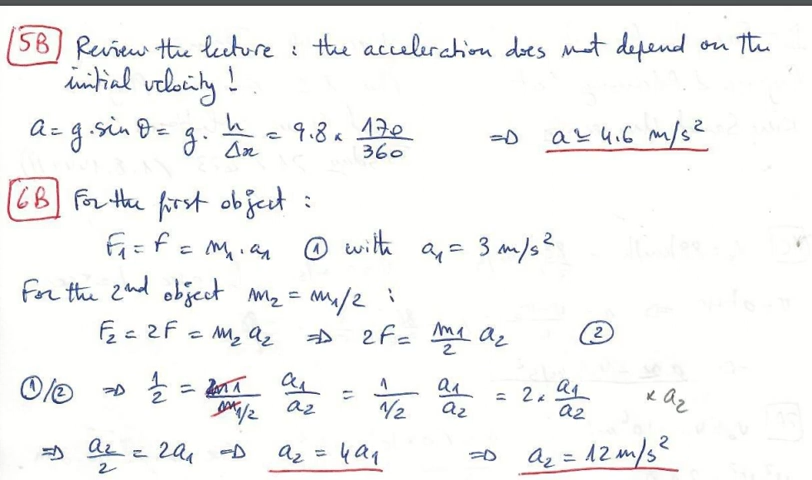 5B Review the lecture : the acceleration does not depend on the
initial velocity !
a = g.sin θ = g. h/Δx = 9.8 x 170/360 => a ≃ 4.6 m/s²
6B For the first object :
F₁ = F = m₁.a₁ ① with a₁ = 3 m/s²
For the 2nd object m₂ = m₁/2 :
F₂ = 2F = m₂ a₂ => 2F = m₁/2 a₂ ②
①/② => 1/2 = m1/m1/2 a₁/a₂ = 1/1/2 a₁/a₂ = 2 x a₁/a₂ x a₂
=> a₂/2 = 2a₁ => a₂ = 4a₁ => a₂ = 12 m/s²